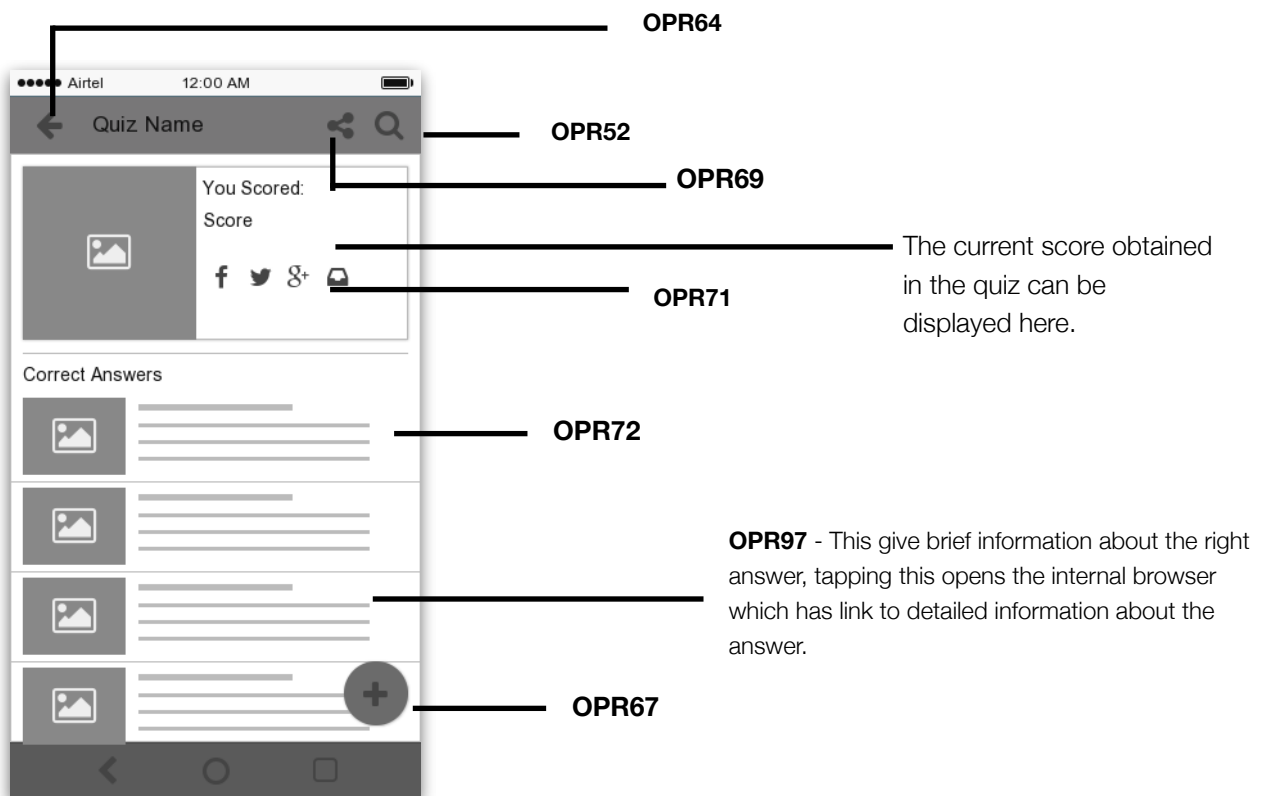 OPR64
Airtel 12:00 AM
Quiz Name
OPR52
OPR69
You Scored:
Score
The current score obtained
in the quiz can be
displayed here.
f g+
OPR71
Correct Answers
OPR72
OPR97 - This give brief information about the right
answer, tapping this opens the internal browser
which has link to detailed information about the
answer.
OPR67